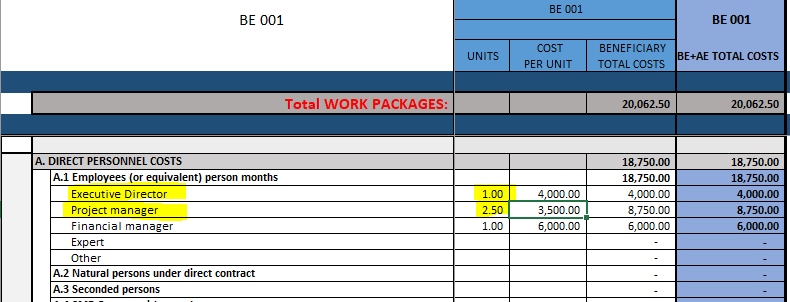 BE 001 BE 001 BE 001
UNITS COST PER UNIT BENEFICIARY TOTAL COSTS BE+AE TOTAL COSTS
Total WORK PACKAGES: 20,062.50 20,062.50
A. DIRECT PERSONNEL COSTS 18,750.00 18,750.00
A.1 Employees (or equivalent) person months 18,750.00 18,750.00
Executive Director 1.00 4,000.00 4,000.00 4,000.00
Project manager 2.50 3,500.00 8,750.00 8,750.00
Financial manager 1.00 6,000.00 6,000.00 6,000.00
Expert - -
Other - -
A.2 Natural persons under direct contract - -
A.3 Seconded persons - -